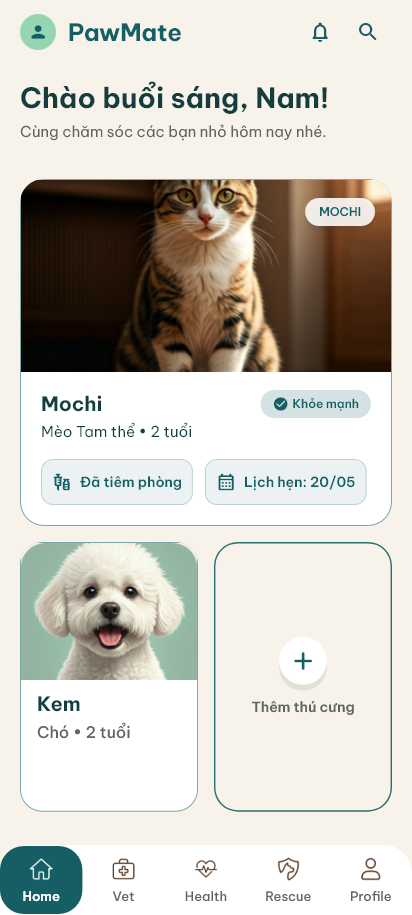 PawMate
Chào buổi sáng, Nam!
Cùng chăm sóc các bạn nhỏ hôm nay nhé.
MOCHI
Mochi
Khỏe mạnh
Mèo Tam thể • 2 tuổi
Đã tiêm phòng
Lịch hẹn: 20/05
Kem
Chó • 2 tuổi
Thêm thú cưng
Home
Vet
Health
Rescue
Profile